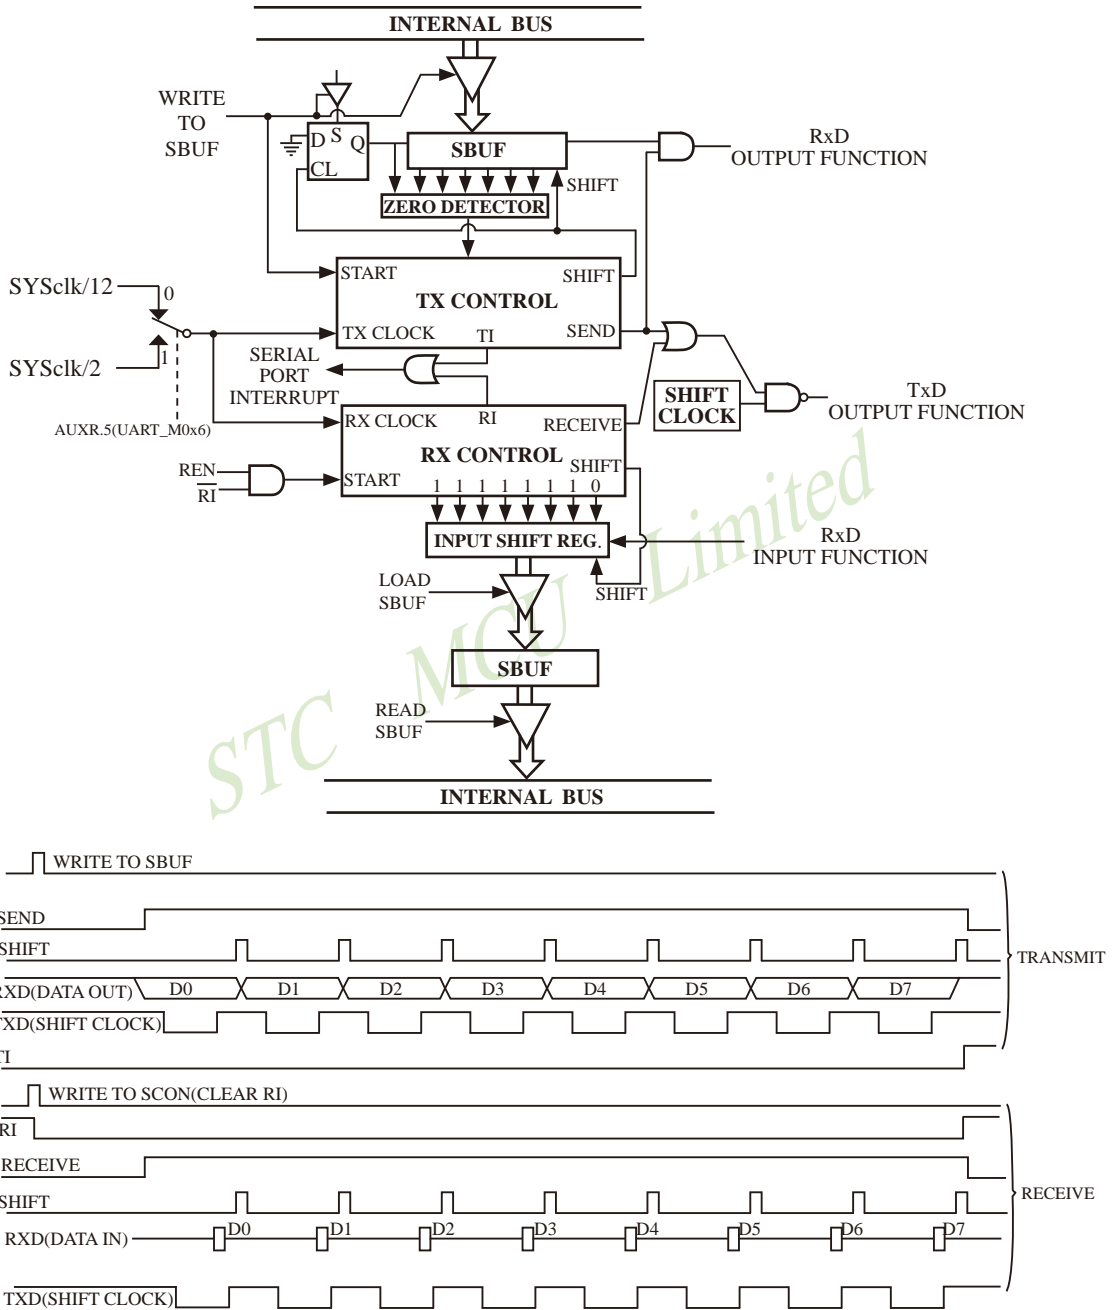 INTERNAL BUS
WRITE
TO
SBUF
D S Q
CL
SBUF
RxD
OUTPUT FUNCTION
SHIFT
ZERO DETECTOR
START
SHIFT
TX CONTROL
TX CLOCK
TI
SEND
SYSclk/12
0
SYSclk/2
1
SERIAL
PORT
INTERRUPT
SHIFT
CLOCK
TxD
OUTPUT FUNCTION
AUXR.5(UART_M0x6)
RX CLOCK
RI
RECEIVE
RX CONTROL
SHIFT
START
REN
RI
1 1 1 1 1 1 1 0
INPUT SHIFT REG.
RxD
INPUT FUNCTION
LOAD
SBUF
SHIFT
SBUF
READ
SBUF
INTERNAL BUS
STC MCU Limited
WRITE TO SBUF
SEND
SHIFT
RXD(DATA OUT) D0 D1 D2 D3 D4 D5 D6 D7
TXD(SHIFT CLOCK)
TI
TRANSMIT
WRITE TO SCON(CLEAR RI)
RI
RECEIVE
SHIFT
RXD(DATA IN) D0 D1 D2 D3 D4 D5 D6 D7
TXD(SHIFT CLOCK)
RECEIVE